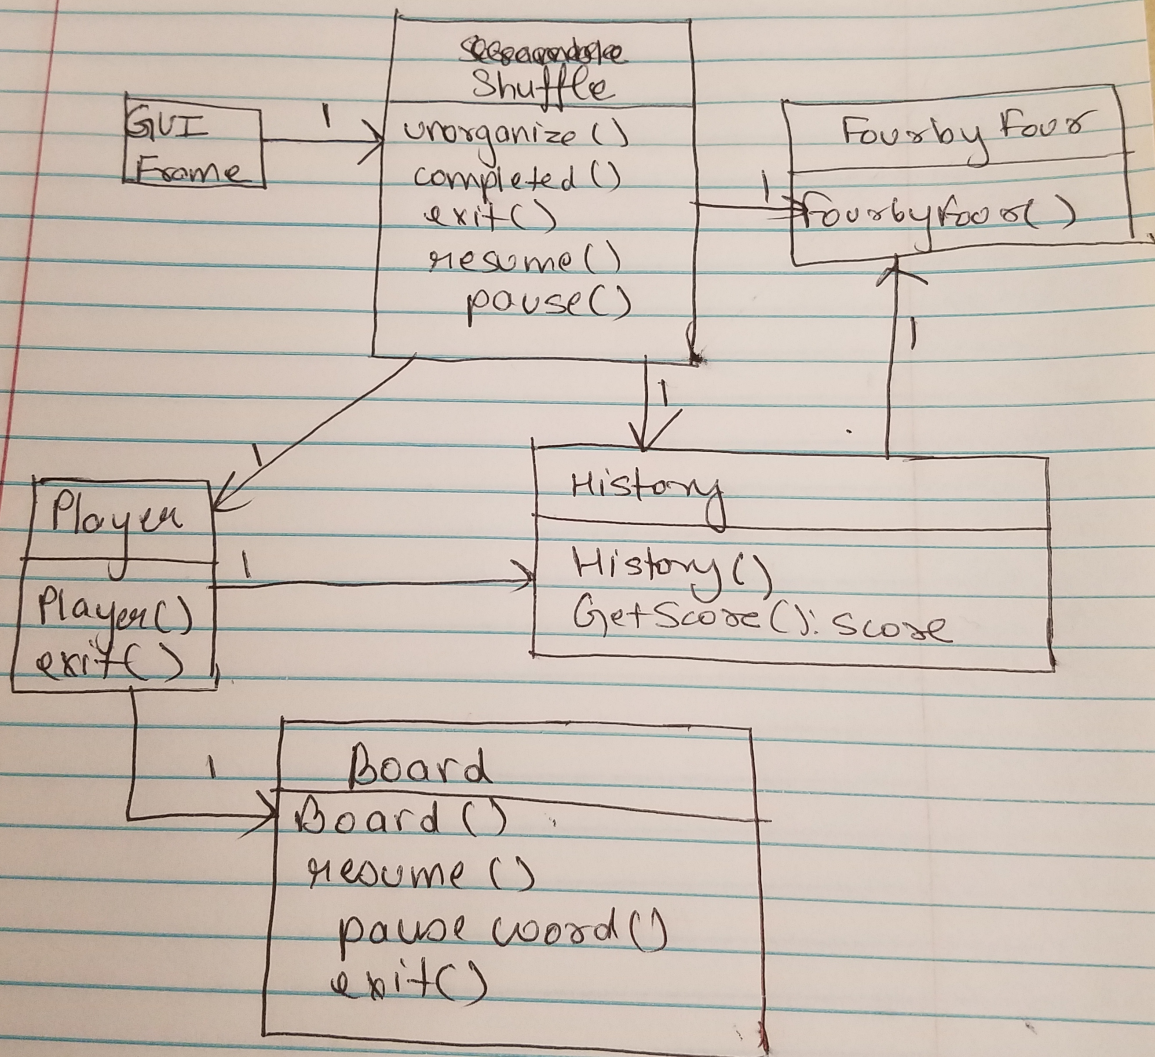 Shuffle
GUI
Frame
1
unorganize()
completed()
exit()
resume()
pause()
Fourby Four
1
Fourbyfour()
1
1
1
Player
Player()
exit()
1
History
History()
GetScore(): Score
1
Board
Board()
resume()
pause word()
exit()